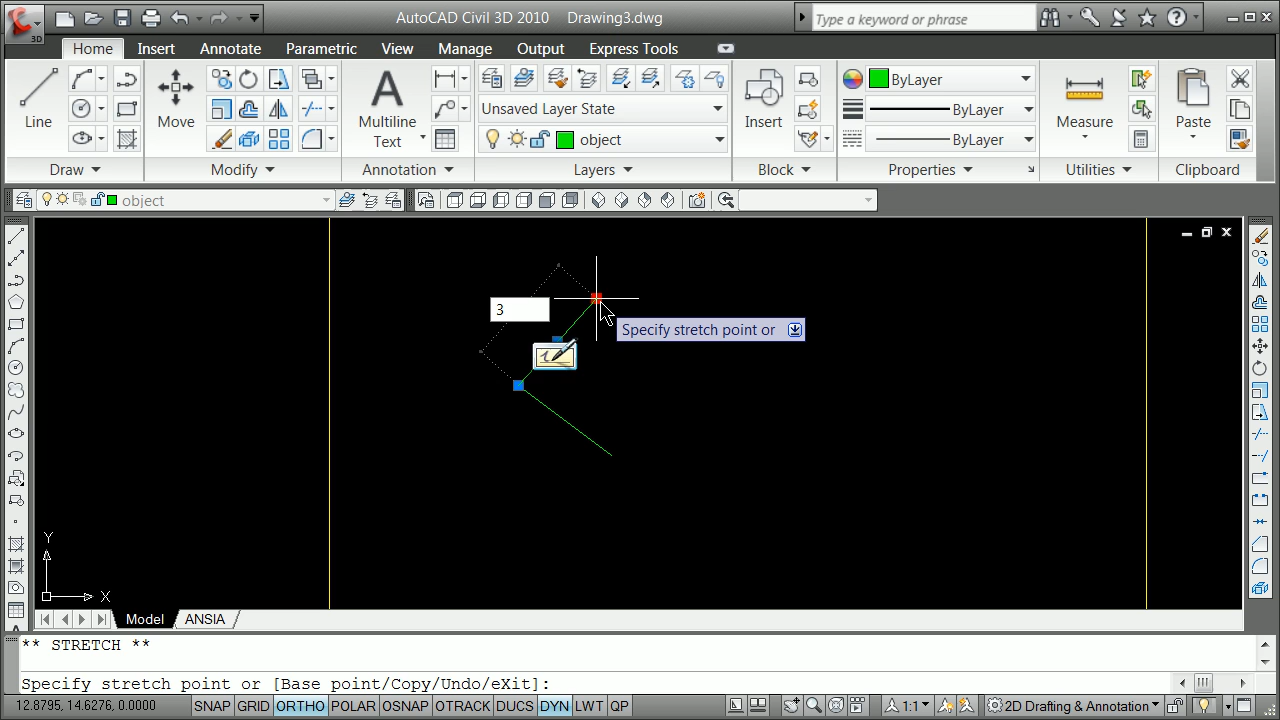 AutoCAD Civil 3D 2010 Drawing3.dwg
Type a keyword or phrase
3D
Home Insert Annotate Parametric View Manage Output Express Tools
Line
Move
Multiline
Text
Unsaved Layer State
object
Insert
ByLayer
ByLayer
ByLayer
Measure
Paste
Draw Modify Annotation Layers Block Properties Utilities Clipboard
object
3
Specify stretch point or
Y
X
Model ANSIA
** STRETCH **
Specify stretch point or [Base point/Copy/Undo/eXit]:
12.8795, 14.6276, 0.0000 SNAP GRID ORTHO POLAR OSNAP OTRACK DUCS DYN LWT QP 1:1 2D Drafting & Annotation